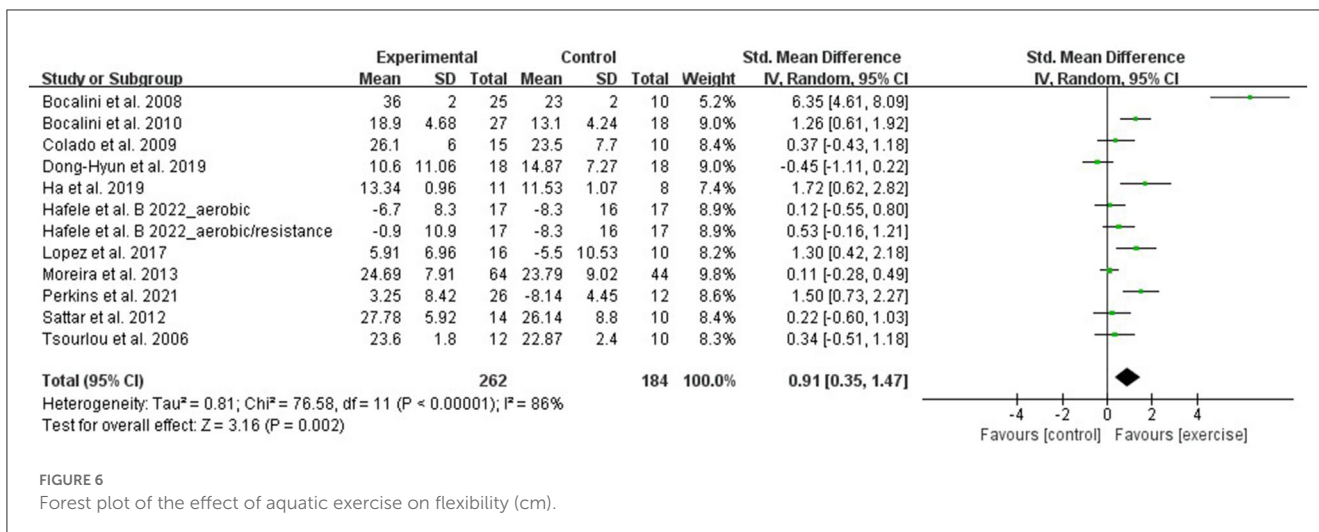 Experimental Control Std. Mean Difference Std. Mean Difference
Study or Subgroup Mean SD Total Mean SD Total Weight IV, Random, 95% CI IV, Random, 95% CI
Bocalini et al. 2008 36 2 25 23 2 10 5.2% 6.35 [4.61, 8.09]
Bocalini et al. 2010 18.9 4.68 27 13.1 4.24 18 9.0% 1.26 [0.61, 1.92]
Colado et al. 2009 26.1 6 15 23.5 7.7 10 8.4% 0.37 [-0.43, 1.18]
Dong-Hyun et al. 2019 10.6 11.06 18 14.87 7.27 18 9.0% -0.45 [-1.11, 0.22]
Ha et al. 2019 13.34 0.96 11 11.53 1.07 8 7.4% 1.72 [0.62, 2.82]
Hafele et al. B 2022_aerobic -6.7 8.3 17 -8.3 16 17 8.9% 0.12 [-0.55, 0.80]
Hafele et al. B 2022_aerobic/resistance -0.9 10.9 17 -8.3 16 17 8.9% 0.53 [-0.16, 1.21]
Lopez et al. 2017 5.91 6.96 16 -5.5 10.53 10 8.2% 1.30 [0.42, 2.18]
Moreira et al. 2013 24.69 7.91 64 23.79 9.02 44 9.8% 0.11 [-0.28, 0.49]
Perkins et al. 2021 3.25 8.42 26 -8.14 4.45 12 8.6% 1.50 [0.73, 2.27]
Sattar et al. 2012 27.78 5.92 14 26.14 8.8 10 8.4% 0.22 [-0.60, 1.03]
Tsourlou et al. 2006 23.6 1.8 12 22.87 2.4 10 8.3% 0.34 [-0.51, 1.18]
Total (95% CI) 262 184 100.0% 0.91 [0.35, 1.47]
Heterogeneity: Tau² = 0.81; Chi² = 76.58, df = 11 (P < 0.00001); I² = 86%
Test for overall effect: Z = 3.16 (P = 0.002)
-4 -2 0 2 4
Favours [control] Favours [exercise]
FIGURE 6
Forest plot of the effect of aquatic exercise on flexibility (cm).